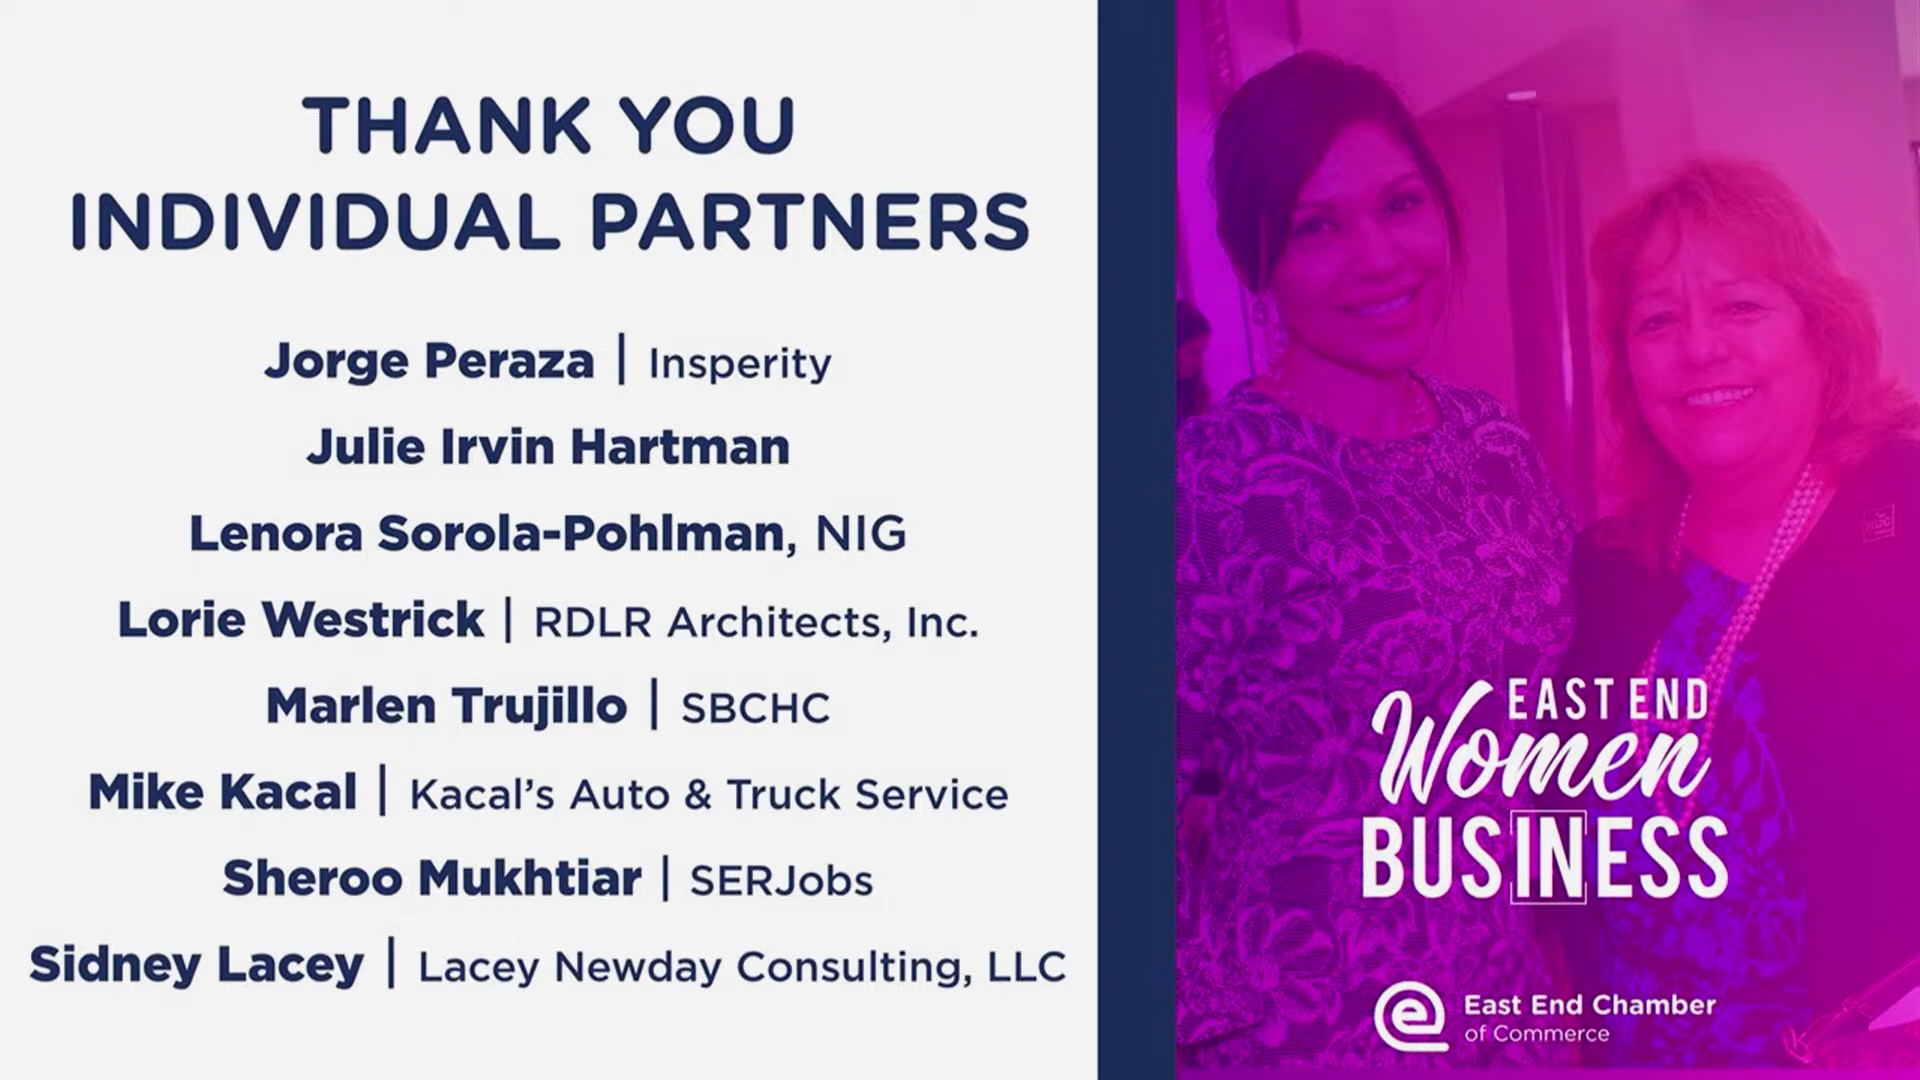 THANK YOU
INDIVIDUAL PARTNERS
Jorge Peraza | Insperity
Julie Irvin Hartman
Lenora Sorola-Pohlman, NIG
Lorie Westrick | RDLR Architects, Inc.
Marlen Trujillo | SBCHC
Mike Kacal | Kacal's Auto & Truck Service
Sheroo Mukhtiar | SERJobs
Sidney Lacey | Lacey Newday Consulting, LLC
EAST END
Women
BUSINESS
e East End Chamber
of Commerce